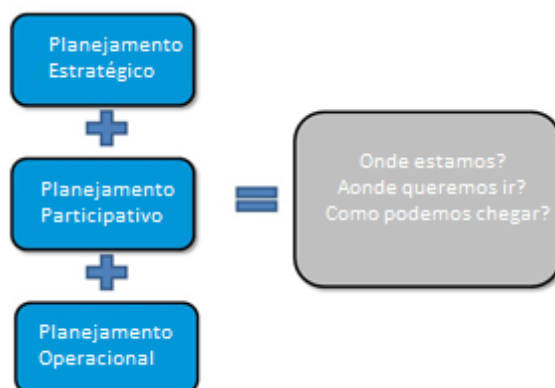 Planejamento
Estratégico
Planejamento
Participativo
Planejamento
Operacional
Onde estamos?
Aonde queremos ir?
Como podemos chegar?